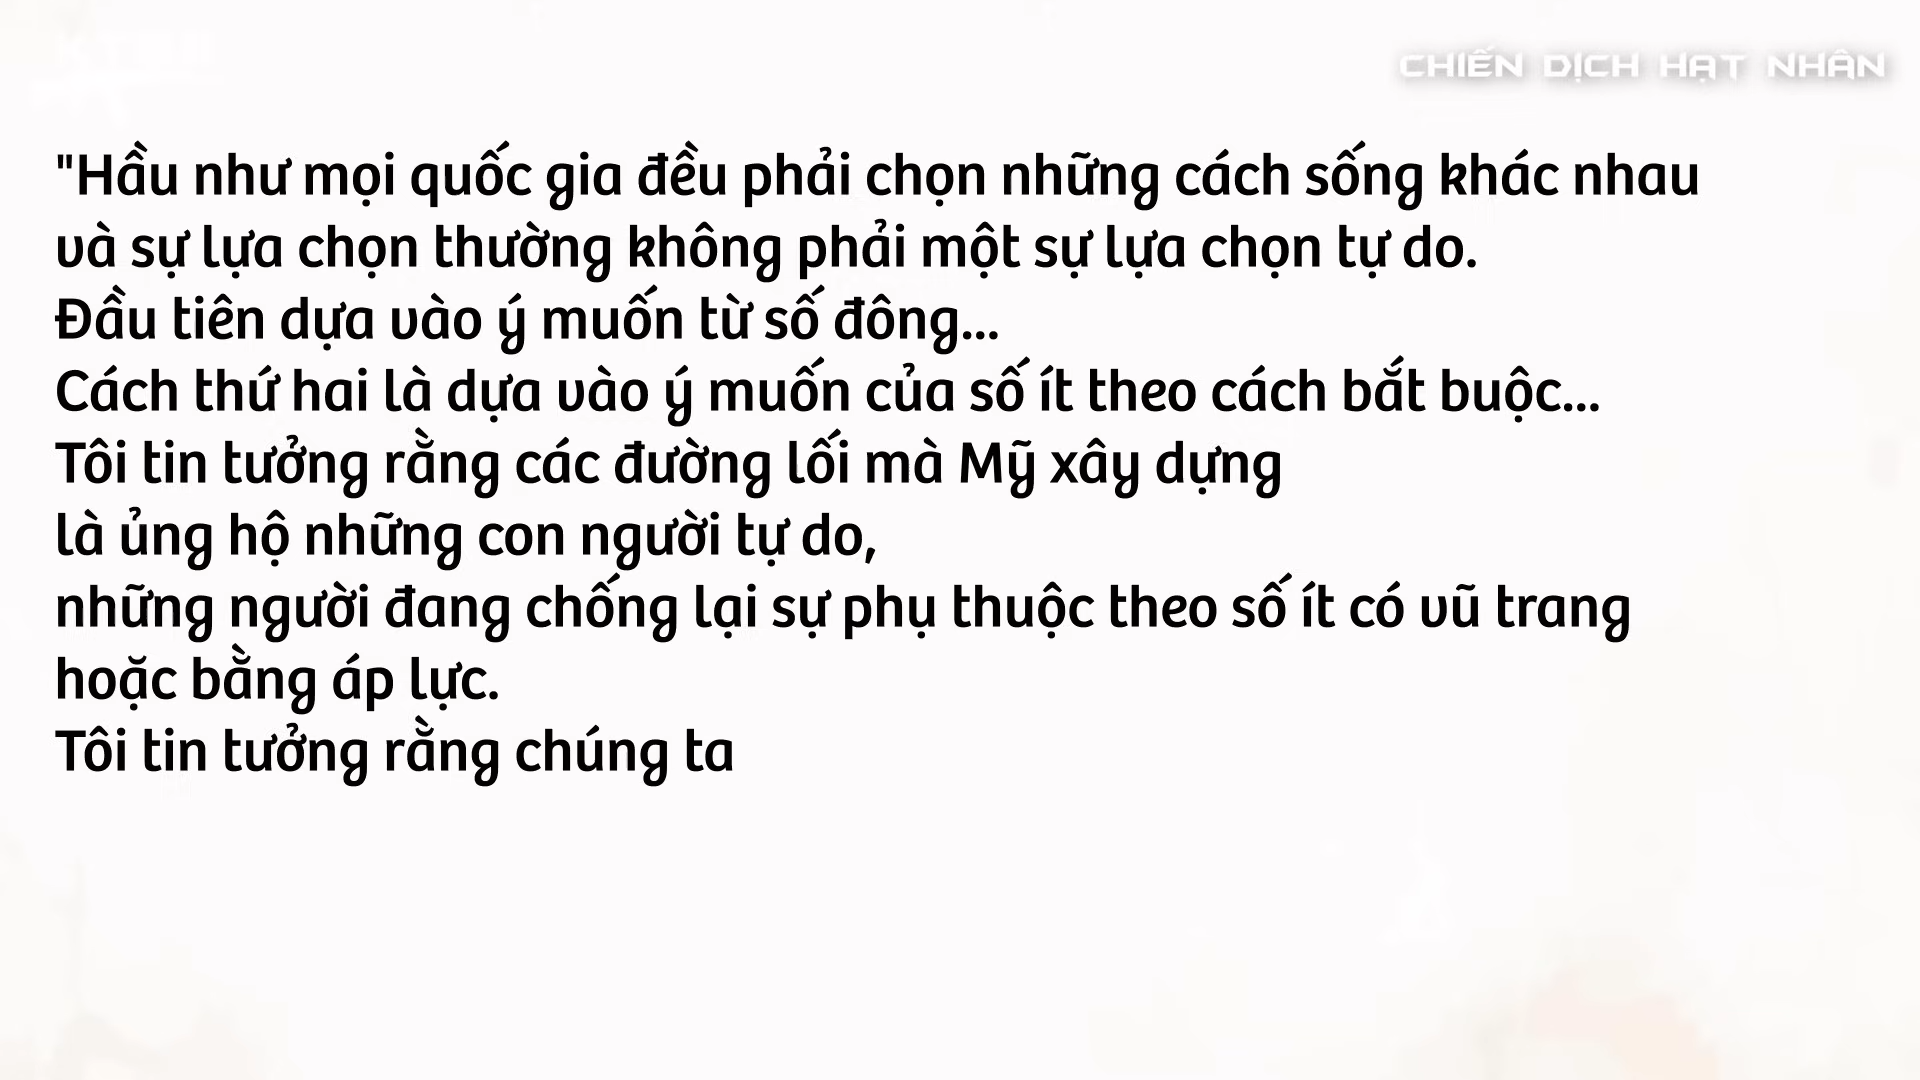 CHIẾN DỊCH HẠT NHÂN
"Hầu như mọi quốc gia đều phải chọn những cách sống khác nhau
và sự lựa chọn thường không phải một sự lựa chọn tự do.
Đầu tiên dựa vào ý muốn từ số đông...
Cách thứ hai là dựa vào ý muốn của số ít theo cách bắt buộc...
Tôi tin tưởng rằng các đường lối mà Mỹ xây dựng
là ủng hộ những con người tự do,
những người đang chống lại sự phụ thuộc theo số ít có vũ trang
hoặc bằng áp lực.
Tôi tin tưởng rằng chúng ta